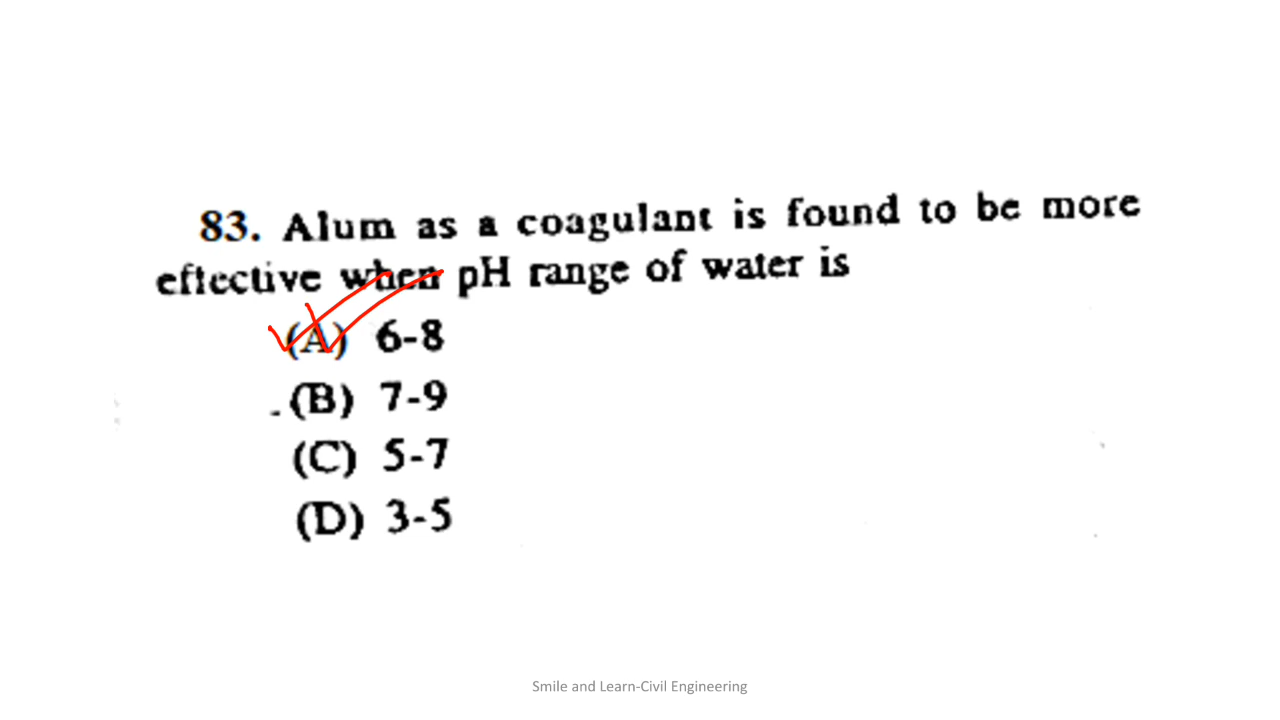 83. Alum as a coagulant is found to be more
effective when pH range of water is
(A) 6-8
(B) 7-9
(C) 5-7
(D) 3-5
Smile and Learn-Civil Engineering